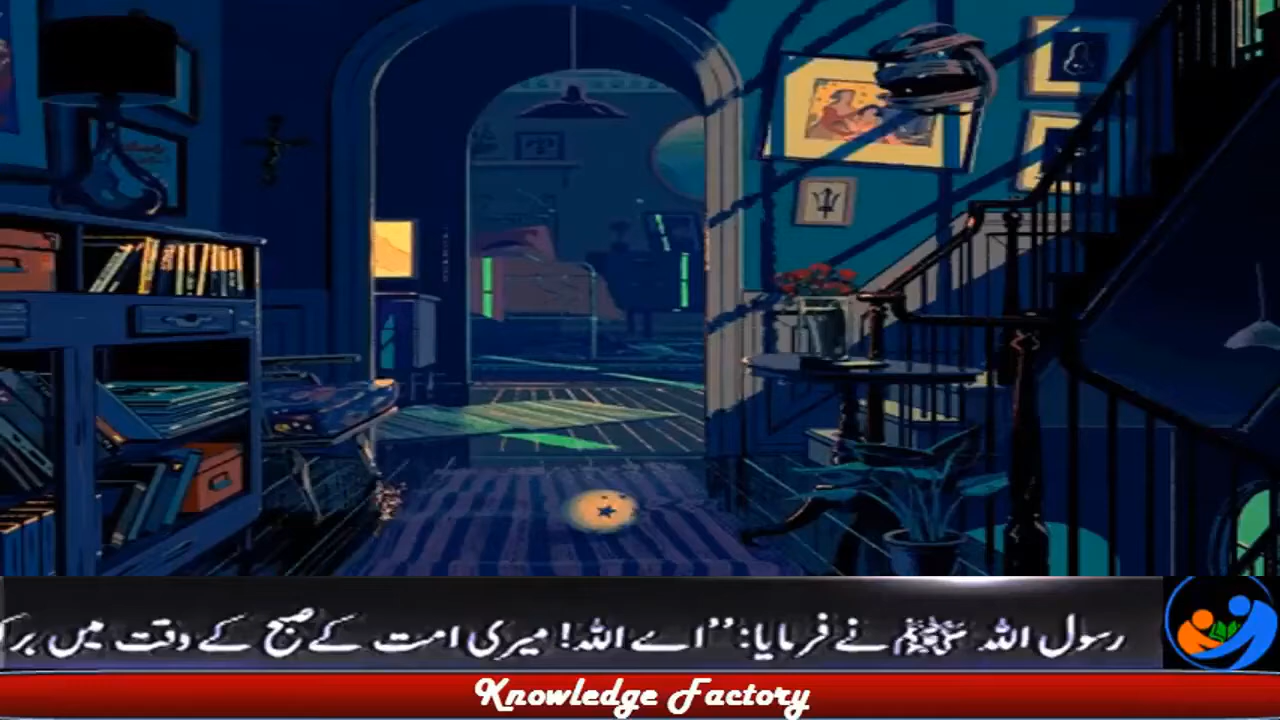 رسول اللہ ﷺ نے فرمایا: ”اے اللہ! میری امت کے صبح کے وقت میں
Knowledge Factory